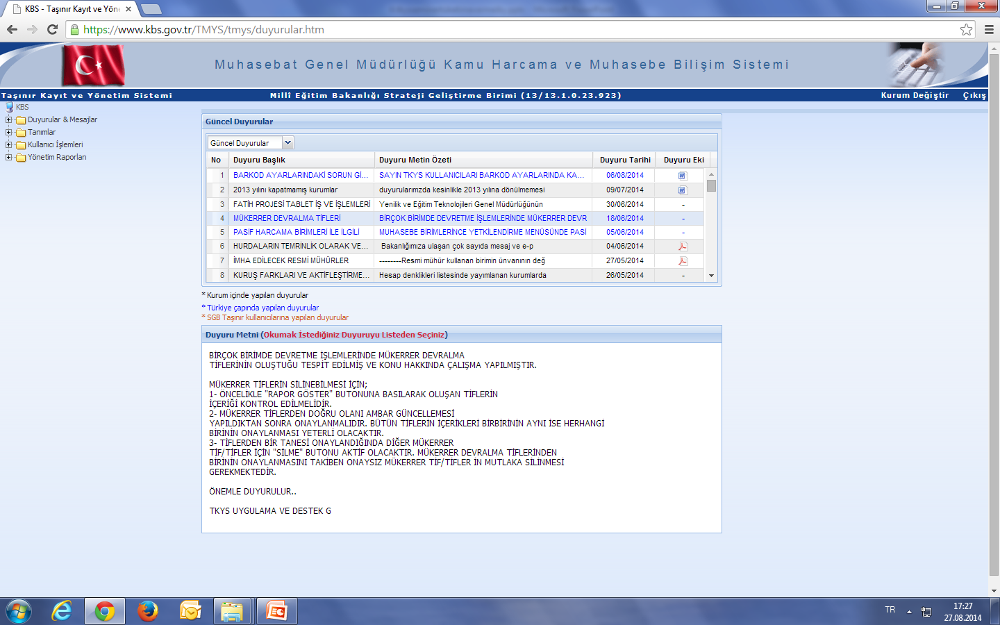 KBS - Taşınır Kayıt ve Yön
https://www.kbs.gov.tr/TMYS/tmys/duyurular.htm
Muhasebat Genel Müdürlüğü Kamu Harcama ve Muhasebe Bilişim Sistemi
Taşınır Kayıt ve Yönetim Sistemi Millî Eğitim Bakanlığı Strateji Geliştirme Birimi (13/13.1.0.23.923) Kurum Değiştir Çıkış
KBS
Duyurular & Mesajlar
Tanımlar
Kullanıcı İşlemleri
Yönetim Raporları
Güncel Duyurular
Güncel Duyurular
No Duyuru Başlık Duyuru Metin Özeti Duyuru Tarihi Duyuru Eki
1 BARKOD AYARLARINDAKİ SORUN Gİ... SAYIN TKYS KULLANICILARI BARKOD AYARLARINDA KA... 06/08/2014
2 2013 yılını kapatmamış kurumlar duyurularımzda kesinlikle 2013 yılına dönülmemesi 09/07/2014
3 FATİH PROJESİ TABLET İŞ VE İŞLEMLERİ Yenilik ve Eğitim Teknolojileri Genel Müdürlüğünün 30/06/2014 -
4 MÜKERRER DEVRALMA TİFLERİ BİRÇOK BİRİMDE DEVRETME İŞLEMLERİNDE MÜKERRER DEVR 18/06/2014 -
5 PASİF HARCAMA BİRİMLERİ İLE İLGİLİ MUHASEBE BİRİMLERİNCE YETKİLENDİRME MENÜSÜNDE PASİ 05/06/2014 -
6 HURDALARIN TEMRİNLİK OLARAK VE... Bakanlığımıza ulaşan çok sayıda mesaj ve e-p 04/06/2014
7 İMHA EDİLECEK RESMİ MÜHÜRLER --------Resmi mühür kullanan birimin ünvanının değ 27/05/2014
8 KURUŞ FARKLARI VE AKTİFLEŞTİRME... Hesap denklikleri listesinde yayımlanan kurumlarda 26/05/2014 -
* Kurum içinde yapılan duyurular
* Türkiye çapında yapılan duyurular
* SGB Taşınır kullanıcılarına yapılan duyurular
Duyuru Metni (Okumak İstediğiniz Duyuruyu Listeden Seçiniz)
BİRÇOK BİRİMDE DEVRETME İŞLEMLERİNDE MÜKERRER DEVRALMA
TİFLERİNİN OLUŞTUĞU TESPİT EDİLMİŞ VE KONU HAKKINDA ÇALIŞMA YAPILMIŞTIR.
MÜKERRER TİFLERİN SİLİNEBİLMESİ İÇİN;
1- ÖNCELİKLE "RAPOR GÖSTER" BUTONUNA BASILARAK OLUŞAN TİFLERİN
İÇERİĞİ KONTROL EDİLMELİDİR.
2- MÜKERRER TİFLERDEN DOĞRU OLANI AMBAR GÜNCELLEMESİ
YAPILDIKTAN SONRA ONAYLANMALIDIR. BÜTÜN TİFLERİN İÇERİKLERİ BİRBİRİNİN AYNI İSE HERHANGİ
BİRİNİN ONAYLANMASI YETERLİ OLACAKTIR.
3- TİFLERDEN BİR TANESİ ONAYLANDIĞINDA DİĞER MÜKERRER
TİF/TİFLER İÇİN "SİLME" BUTONU AKTİF OLACAKTIR. MÜKERRER DEVRALMA TİFLERİNDEN
BİRİNİN ONAYLANMASINI TAKİBEN ONAYSIZ MÜKERRER TİF/TİFLER İN MUTLAKA SİLİNMESİ
GEREKMEKTEDİR.
ÖNEMLE DUYURULUR..
TKYS UYGULAMA VE DESTEK G
TR 17:27
27.08.2014